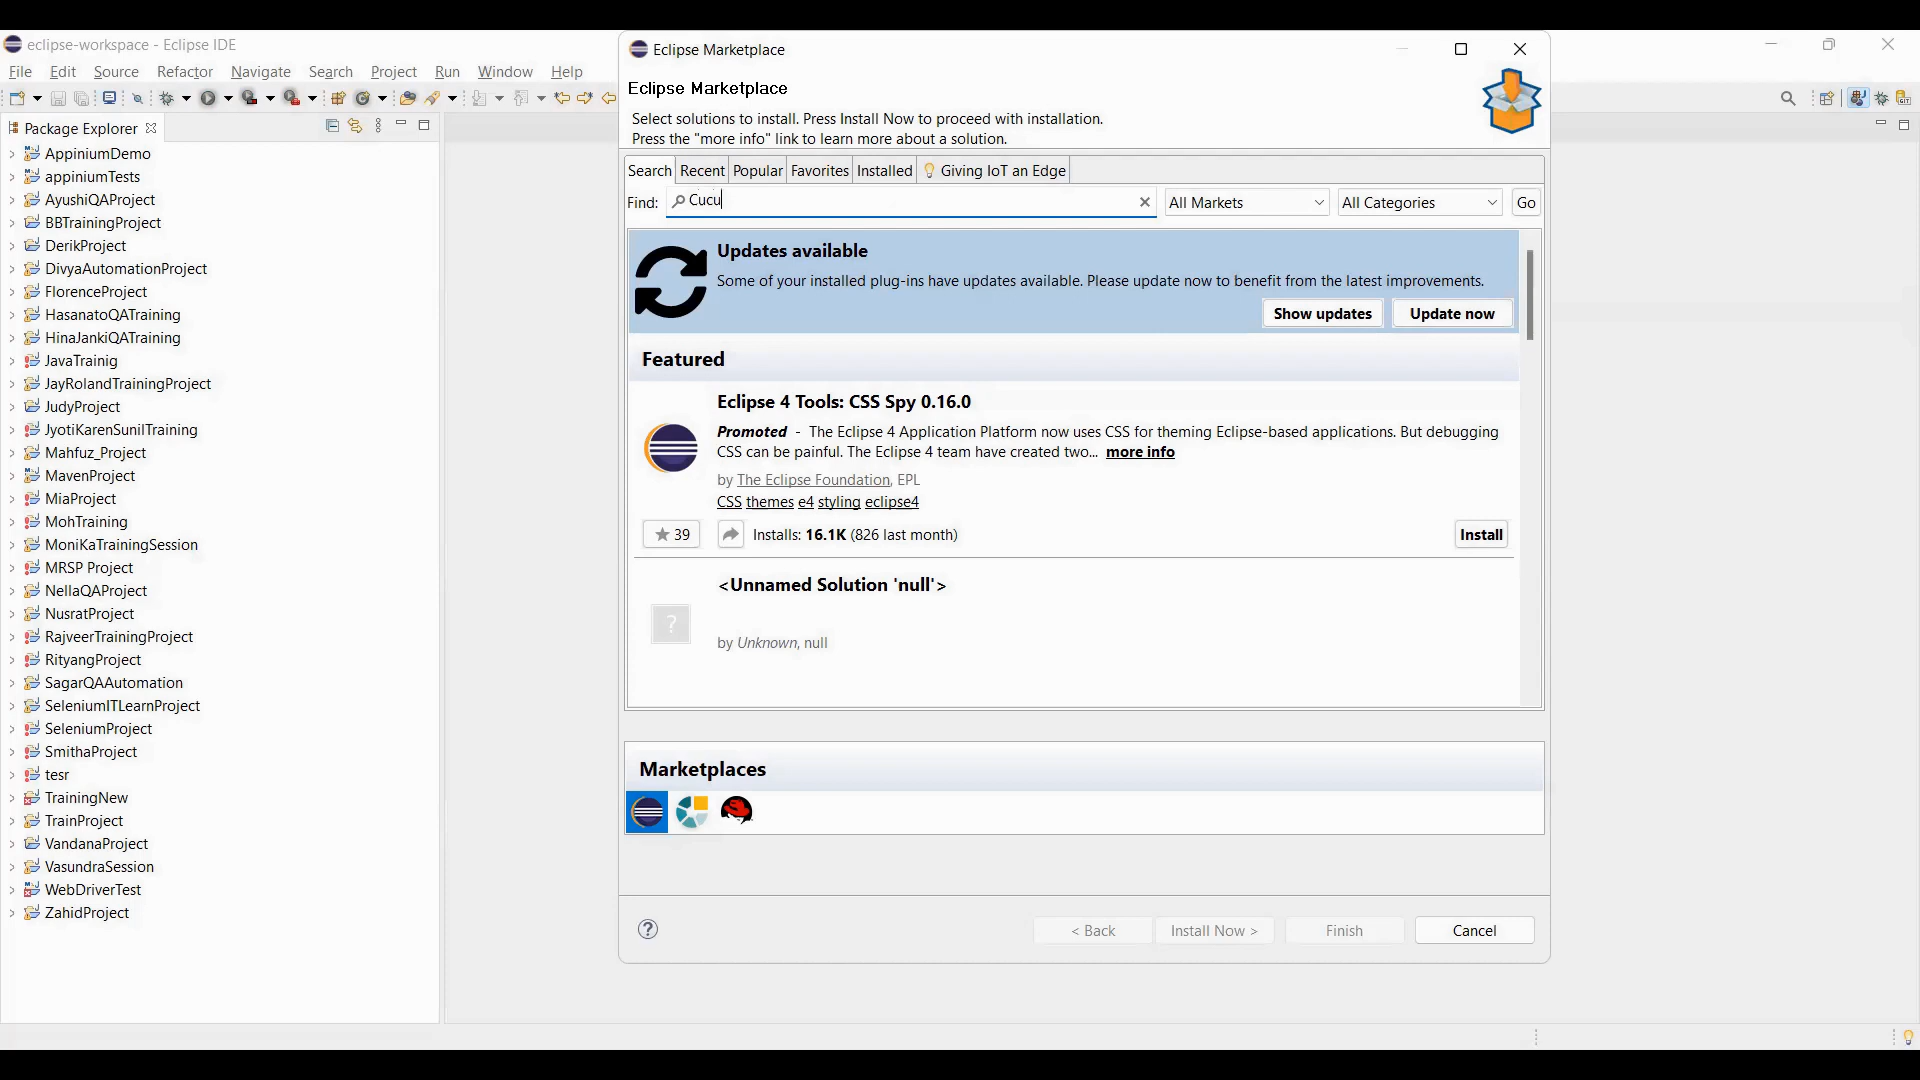 eclipse-workspace - Eclipse IDE
File Edit Source Refactor Navigate Search Project Run Window Help
Package Explorer
AppiniumDemo
appiniumTests
AyushiQAProject
BBTrainingProject
DerikProject
DivyaAutomationProject
FlorenceProject
HasanatoQATraining
HinaJankiQATraining
JavaTrainig
JayRolandTrainingProject
JudyProject
JyotiKarenSunilTraining
Mahfuz_Project
MavenProject
MiaProject
MohTraining
MoniKaTrainingSession
MRSP Project
NellaQAProject
NusratProject
RajveerTrainingProject
RityangProject
SagarQAAutomation
SeleniumITLearnProject
SeleniumProject
SmithaProject
tesr
TrainingNew
TrainProject
VandanaProject
VasundraSession
WebDriverTest
ZahidProject
Eclipse Marketplace
Eclipse Marketplace
Select solutions to install. Press Install Now to proceed with installation.
Press the "more info" link to learn more about a solution.
Search Recent Popular Favorites Installed Giving IoT an Edge
Find: Cucu All Markets All Categories Go
Updates available
Some of your installed plug-ins have updates available. Please update now to benefit from the latest improvements.
Show updates Update now
Featured
Eclipse 4 Tools: CSS Spy 0.16.0
Promoted - The Eclipse 4 Application Platform now uses CSS for theming Eclipse-based applications. But debugging
CSS can be painful. The Eclipse 4 team have created two... more info
by The Eclipse Foundation, EPL
CSS themes e4 styling eclipse4
39 Installs: 16.1K (826 last month) Install
<Unnamed Solution 'null'>
?
by Unknown, null
Marketplaces
? < Back Install Now > Finish Cancel